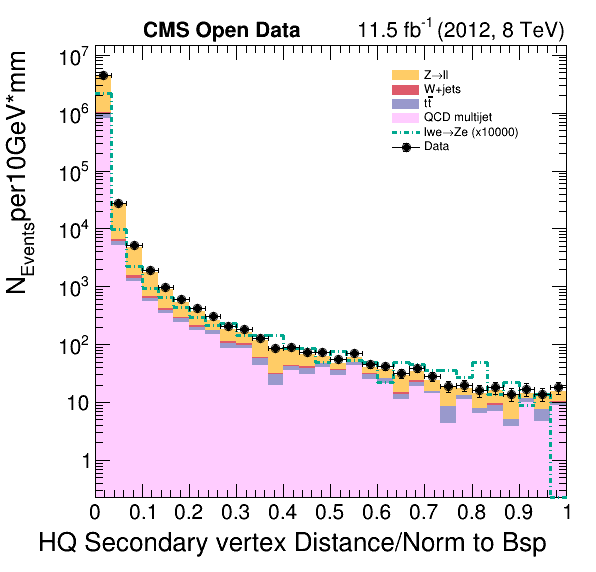 CMS Open Data 11.5 fb⁻¹ (2012, 8 TeV)
N_Events per10GeV*mm
10⁷
10⁶
10⁵
10⁴
10³
10²
10
1
Z→ll
W+jets
tt̄
QCD multijet
lwe→Ze (x10000)
Data
0 0.1 0.2 0.3 0.4 0.5 0.6 0.7 0.8 0.9 1
HQ Secondary vertex Distance/Norm to Bsp